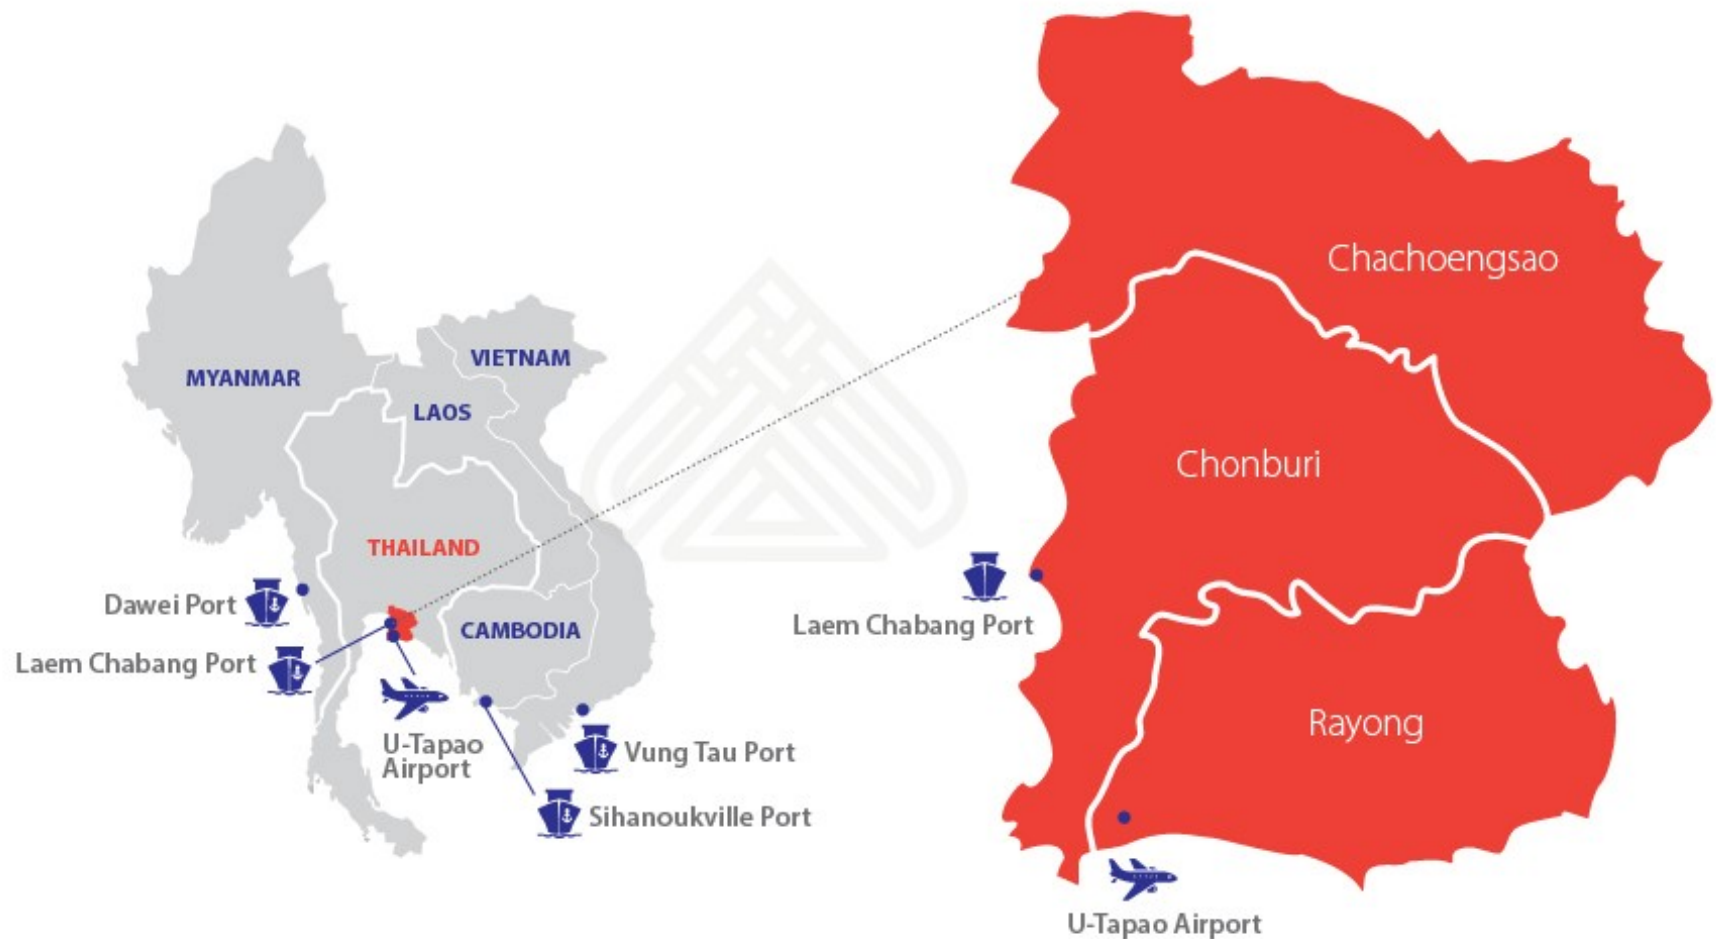 MYANMAR
VIETNAM
LAOS
THAILAND
CAMBODIA
Dawei Port
Laem Chabang Port
U-Tapao
Airport
Vung Tau Port
Sihanoukville Port
Chachoengsao
Chonburi
Laem Chabang Port
Rayong
U-Tapao Airport